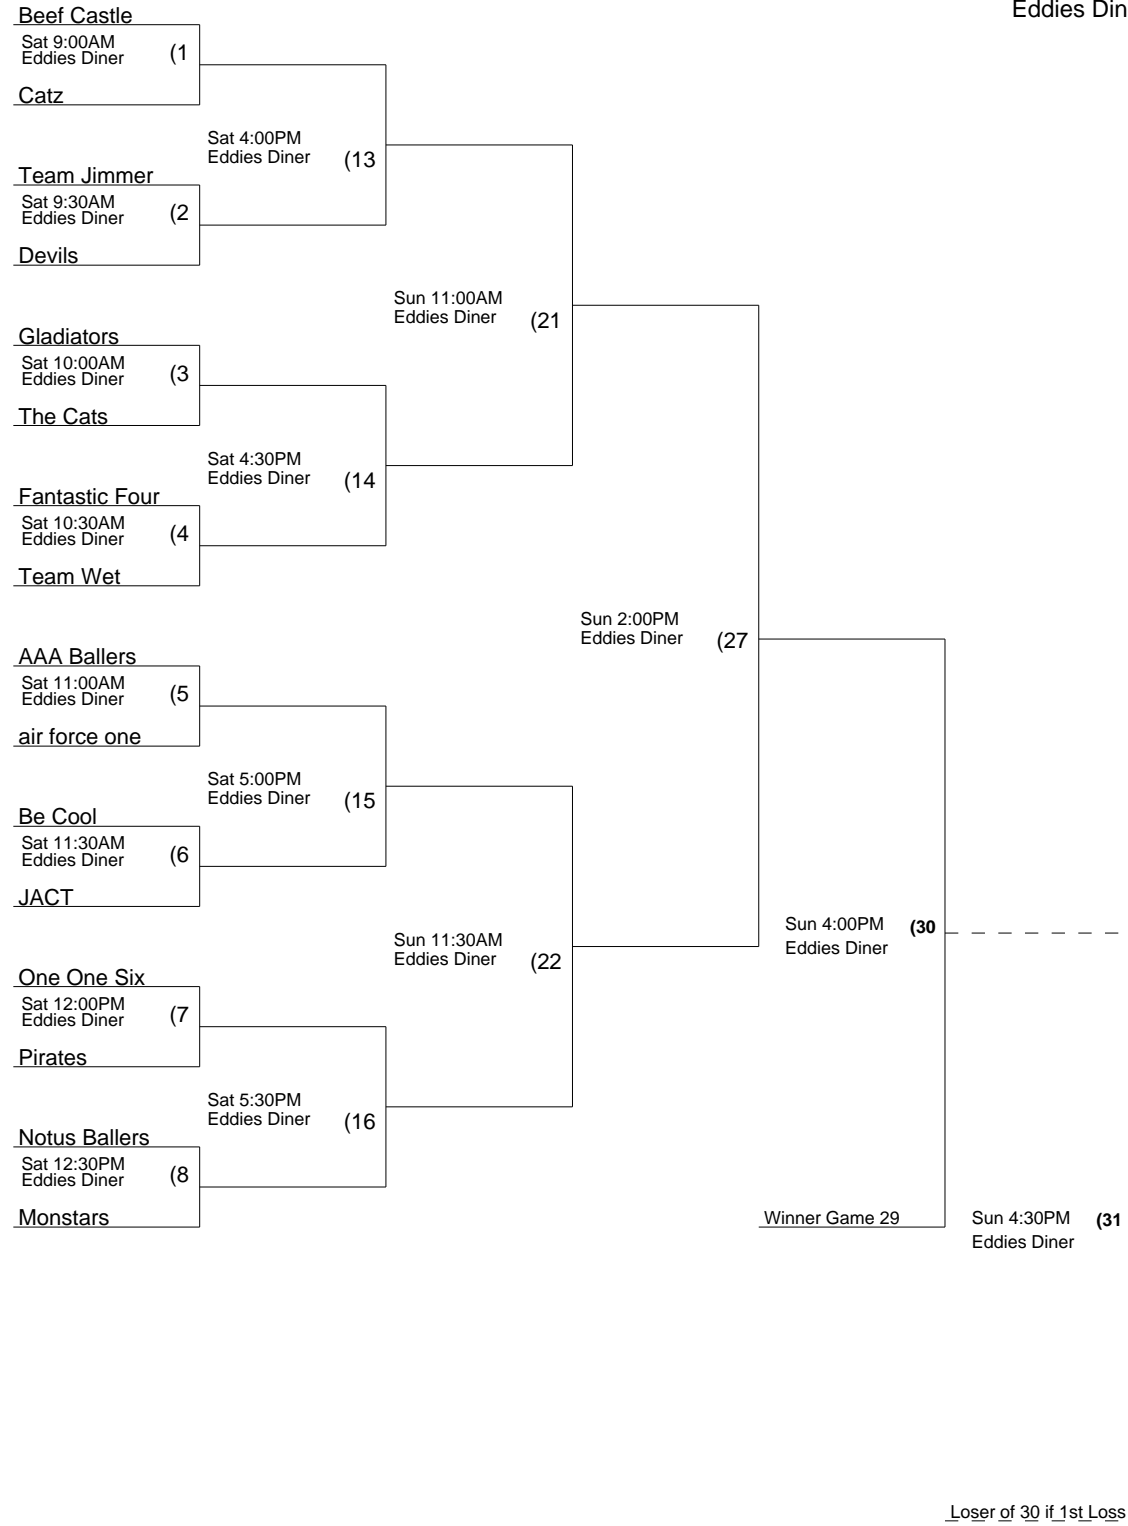 Eddies Din
Beef Castle
Sat 9:00AM
Eddies Diner
(1
Catz
Sat 4:00PM
Eddies Diner
(13
Team Jimmer
Sat 9:30AM
Eddies Diner
(2
Devils
Sun 11:00AM
Eddies Diner
(21
Gladiators
Sat 10:00AM
Eddies Diner
(3
The Cats
Sat 4:30PM
Eddies Diner
(14
Fantastic Four
Sat 10:30AM
Eddies Diner
(4
Team Wet
Sun 2:00PM
Eddies Diner
(27
AAA Ballers
Sat 11:00AM
Eddies Diner
(5
air force one
Sat 5:00PM
Eddies Diner
(15
Be Cool
Sat 11:30AM
Eddies Diner
(6
JACT
Sun 4:00PM
Eddies Diner
(30
Sun 11:30AM
Eddies Diner
(22
One One Six
Sat 12:00PM
Eddies Diner
(7
Pirates
Sat 5:30PM
Eddies Diner
(16
Notus Ballers
Sat 12:30PM
Eddies Diner
(8
Monstars
Winner Game 29
Sun 4:30PM
Eddies Diner
(31
Loser of 30 if 1st Loss